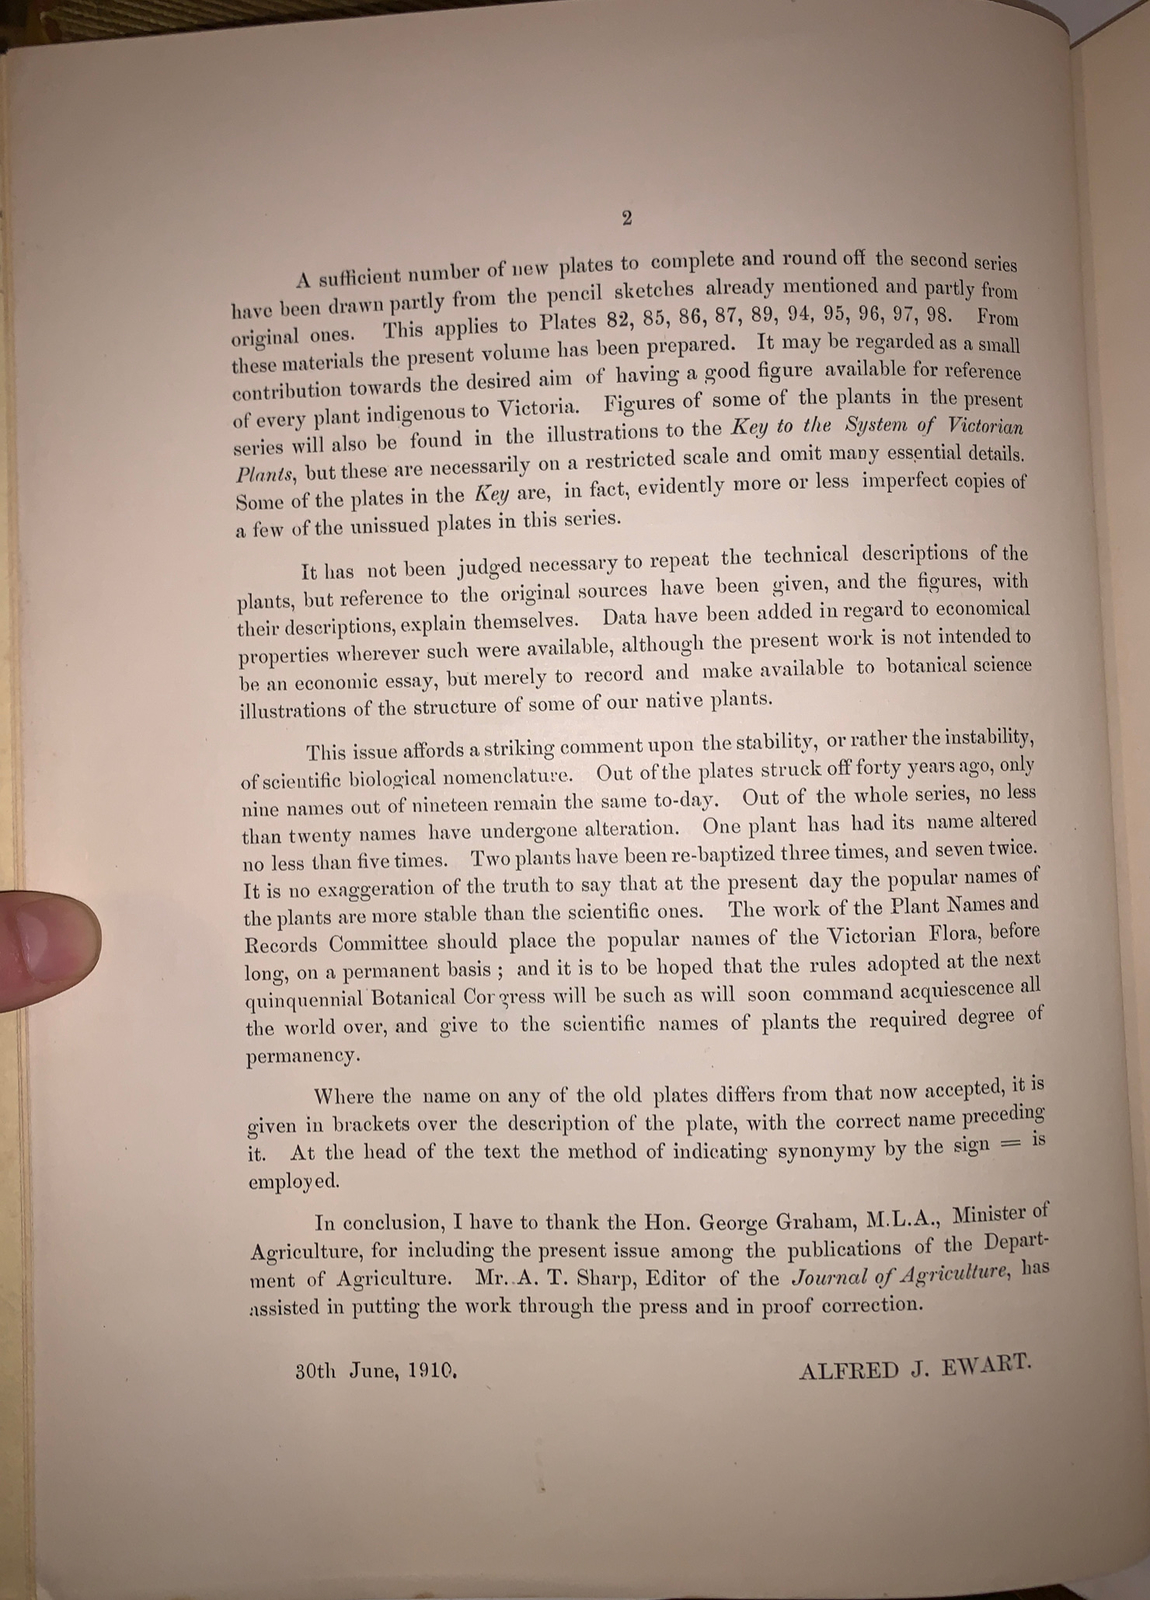 2
A sufficient number of new plates to complete and round off the second series
have been drawn partly from the pencil sketches already mentioned and partly from
original ones. This applies to Plates 82, 85, 86, 87, 89, 94, 95, 96, 97, 98. From
these materials the present volume has been prepared. It may be regarded as a small
contribution towards the desired aim of having a good figure available for reference
of every plant indigenous to Victoria. Figures of some of the plants in the present
series will also be found in the illustrations to the Key to the System of Victorian
Plants, but these are necessarily on a restricted scale and omit many essential details.
Some of the plates in the Key are, in fact, evidently more or less imperfect copies of
a few of the unissued plates in this series.
It has not been judged necessary to repeat the technical descriptions of the
plants, but reference to the original sources have been given, and the figures, with
their descriptions, explain themselves. Data have been added in regard to economical
properties wherever such were available, although the present work is not intended to
be an economic essay, but merely to record and make available to botanical science
illustrations of the structure of some of our native plants.
This issue affords a striking comment upon the stability, or rather the instability,
of scientific biological nomenclature. Out of the plates struck off forty years ago, only
nine names out of nineteen remain the same to-day. Out of the whole series, no less
than twenty names have undergone alteration. One plant has had its name altered
no less than five times. Two plants have been re-baptized three times, and seven twice.
It is no exaggeration of the truth to say that at the present day the popular names of
the plants are more stable than the scientific ones. The work of the Plant Names and
Records Committee should place the popular names of the Victorian Flora, before
long, on a permanent basis ; and it is to be hoped that the rules adopted at the next
quinquennial Botanical Congress will be such as will soon command acquiescence all
the world over, and give to the scientific names of plants the required degree of
permanency.
Where the name on any of the old plates differs from that now accepted, it is
given in brackets over the description of the plate, with the correct name preceding
it. At the head of the text the method of indicating synonymy by the sign = is
employed.
In conclusion, I have to thank the Hon. George Graham, M.L.A., Minister of
Agriculture, for including the present issue among the publications of the Depart-
ment of Agriculture. Mr. A. T. Sharp, Editor of the Journal of Agriculture, has
assisted in putting the work through the press and in proof correction.
30th June, 1910. ALFRED J. EWART.